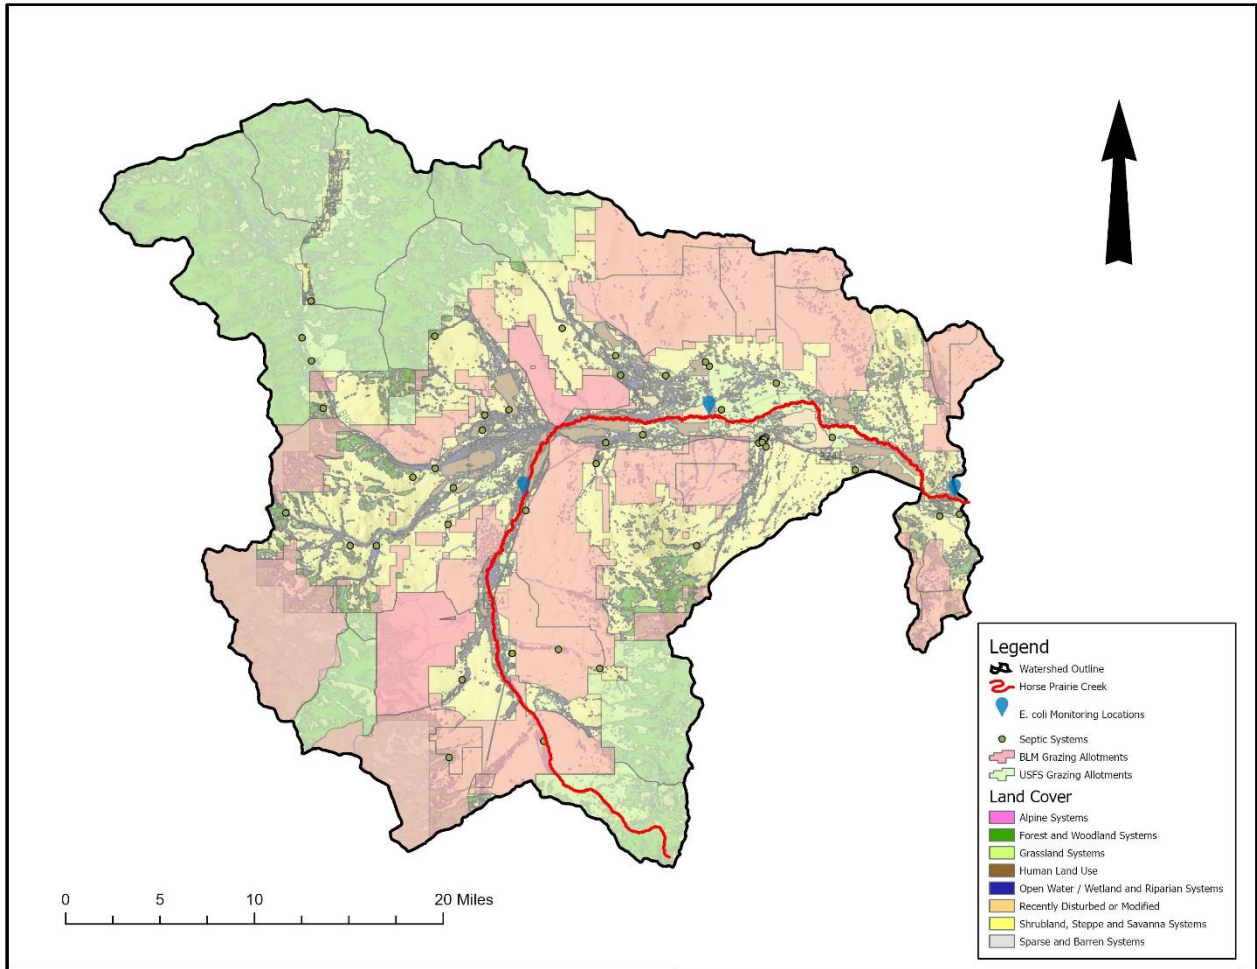 0 5 10 20 Miles
Legend
Watershed Outline
Horse Prairie Creek
E. coli Monitoring Locations
Septic Systems
BLM Grazing Allotments
USFS Grazing Allotments
Land Cover
Alpine Systems
Forest and Woodland Systems
Grassland Systems
Human Land Use
Open Water / Wetland and Riparian Systems
Recently Disturbed or Modified
Shrubland, Steppe and Savanna Systems
Sparse and Barren Systems